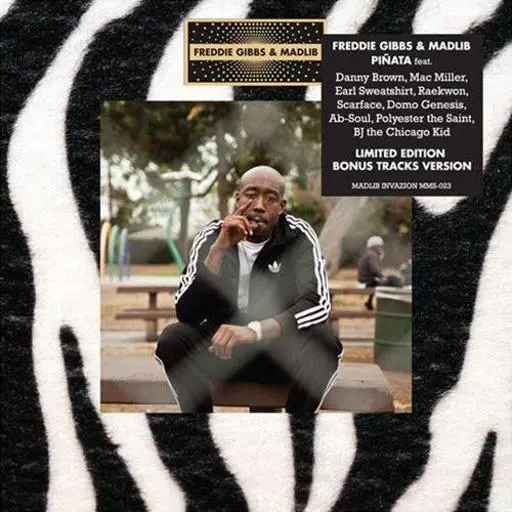 FREDDIE GIBBS & MADLIB
FREDDIE GIBBS & MADLIB
PIÑATA feat.
Danny Brown, Mac Miller,
Earl Sweatshirt, Raekwon,
Scarface, Domo Genesis,
Ab-Soul, Polyester the Saint,
BJ the Chicago Kid
LIMITED EDITION
BONUS TRACKS VERSION
MADLIB INVAZION MMS-023